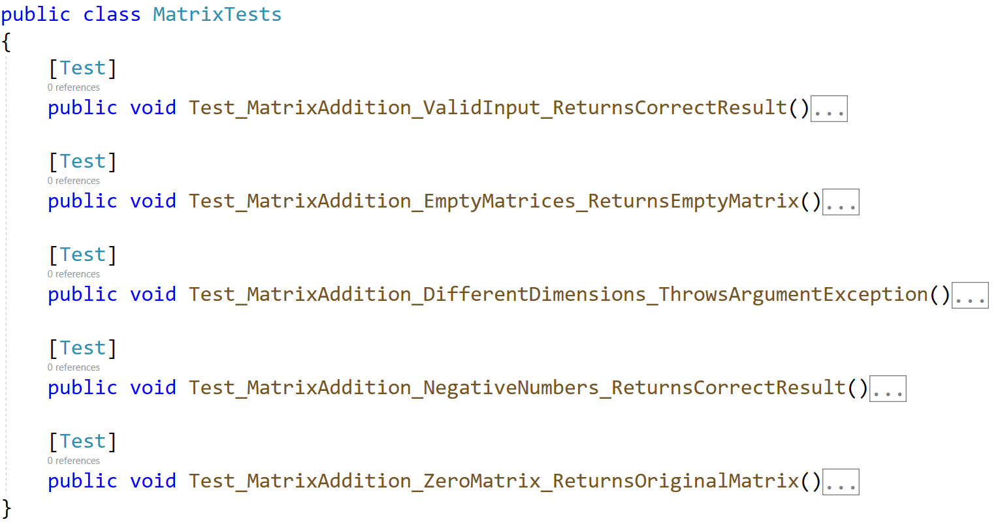 public class MatrixTests
{
[Test]
0 references
public void Test_MatrixAddition_ValidInput_ReturnsCorrectResult()...
[Test]
0 references
public void Test_MatrixAddition_EmptyMatrices_ReturnsEmptyMatrix()...
[Test]
0 references
public void Test_MatrixAddition_DifferentDimensions_ThrowsArgumentException()...
[Test]
0 references
public void Test_MatrixAddition_NegativeNumbers_ReturnsCorrectResult()...
[Test]
0 references
public void Test_MatrixAddition_ZeroMatrix_ReturnsOriginalMatrix()...
}